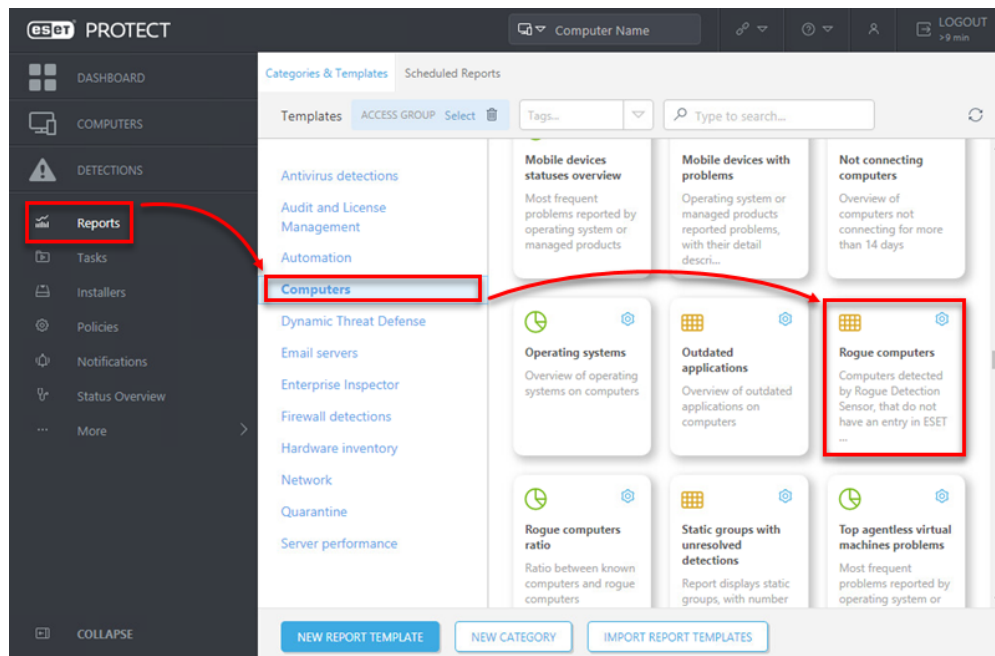 eset PROTECT
Computer Name
LOGOUT
>9 min
DASHBOARD
COMPUTERS
DETECTIONS
Reports
Tasks
Installers
Policies
Notifications
Status Overview
More
COLLAPSE
Categories & Templates
Scheduled Reports
Templates
ACCESS GROUP Select
Tags...
Type to search...
Antivirus detections
Audit and License
Management
Automation
Computers
Dynamic Threat Defense
Email servers
Enterprise Inspector
Firewall detections
Hardware inventory
Network
Quarantine
Server performance
Mobile devices
statuses overview
Most frequent
problems reported by
operating system or
managed products
Mobile devices with
problems
Operating system or
managed products
reported problems,
with their detail
descri...
Not connecting
computers
Overview of
computers not
connecting for more
than 14 days
Operating systems
Overview of operating
systems on computers
Outdated
applications
Overview of outdated
applications on
computers
Rogue computers
Computers detected
by Rogue Detection
Sensor, that do not
have an entry in ESET
...
Rogue computers
ratio
Ratio between known
computers and rogue
computers
Static groups with
unresolved
detections
Report displays static
groups, with number
Top agentless virtual
machines problems
Most frequent
problems reported by
operating system or
NEW REPORT TEMPLATE
NEW CATEGORY
IMPORT REPORT TEMPLATES